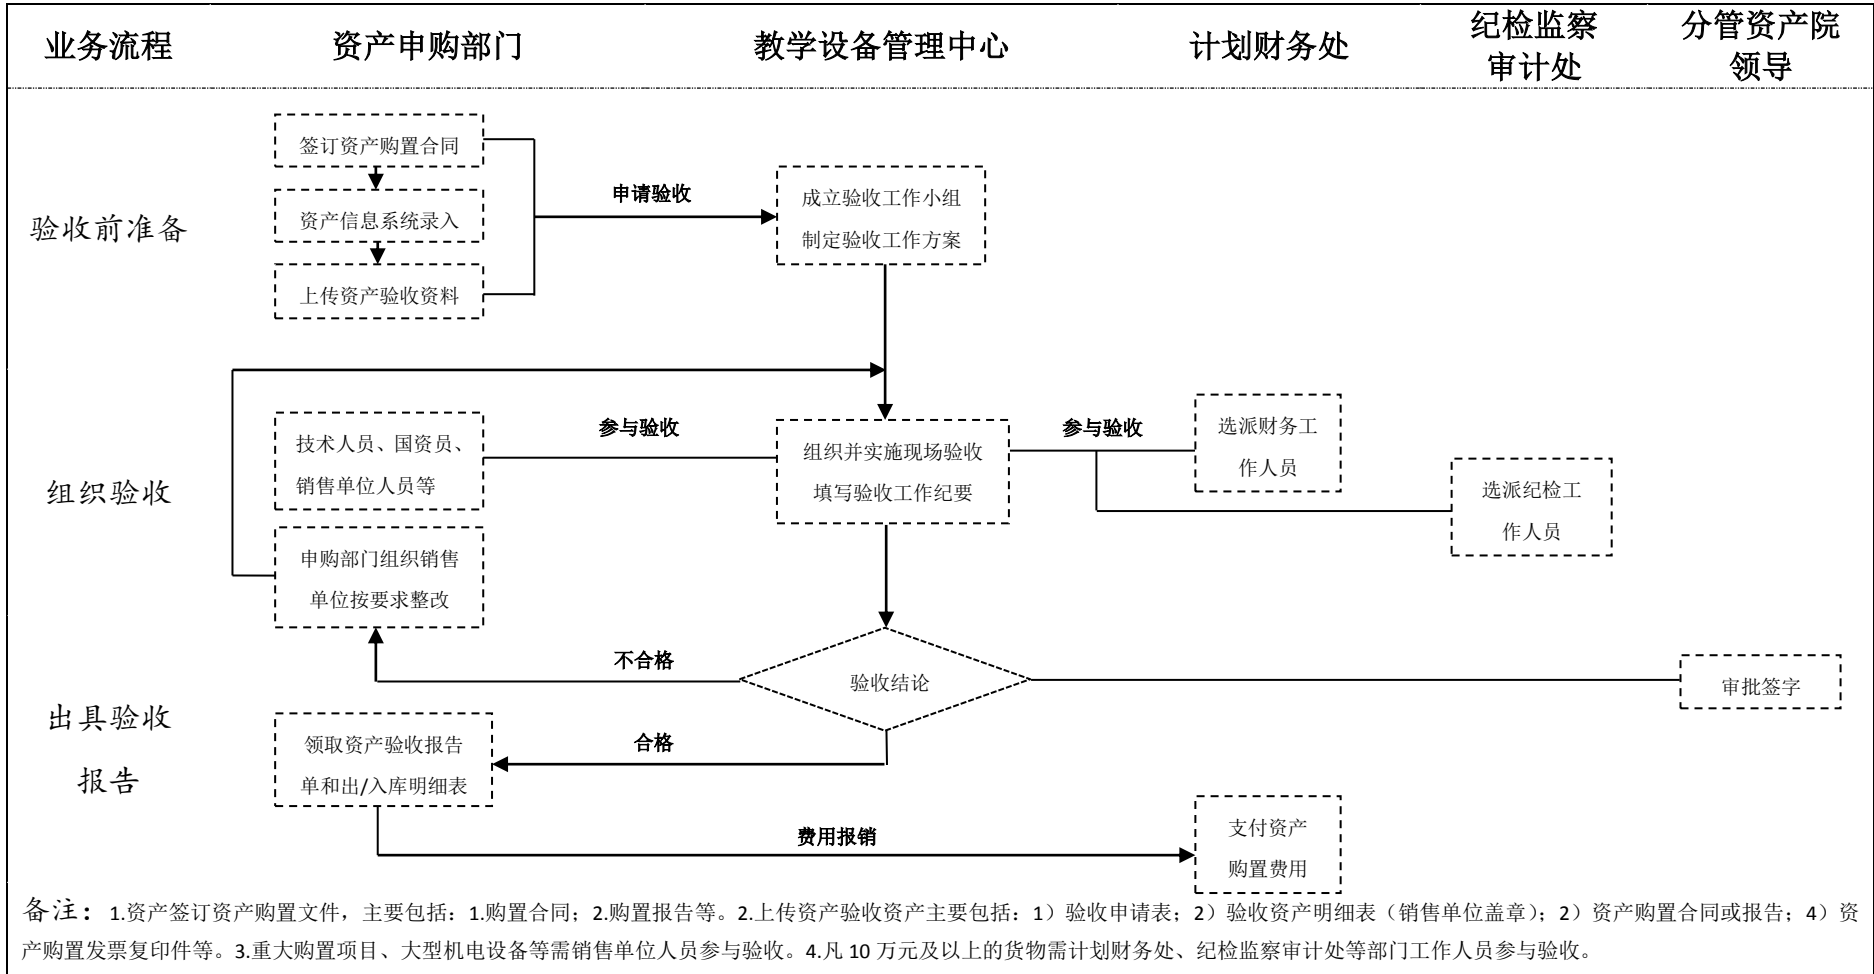 业务流程
资产申购部门
教学设备管理中心
计划财务处
纪检监察
审计处
分管资产院
领导
验收前准备
签订资产购置合同
资产信息系统录入
上传资产验收资料
申请验收
成立验收工作小组
制定验收工作方案
组织验收
技术人员、国资员、
销售单位人员等
参与验收
组织并实施现场验收
填写验收工作纪要
参与验收
选派财务工
作人员
选派纪检工
作人员
申购部门组织销售
单位按要求整改
不合格
验收结论
审批签字
出具验收
报告
领取资产验收报告
单和出/入库明细表
合格
费用报销
支付资产
购置费用
备注：1.资产签订资产购置文件，主要包括：1.购置合同；2.购置报告等。2.上传资产验收资产主要包括：1）验收申请表；2）验收资产明细表（销售单位盖章）；2）资产购置合同或报告；4）资
产购置发票复印件等。3.重大购置项目、大型机电设备等需销售单位人员参与验收。4.凡 10 万元及以上的货物需计划财务处、纪检监察审计处等部门工作人员参与验收。